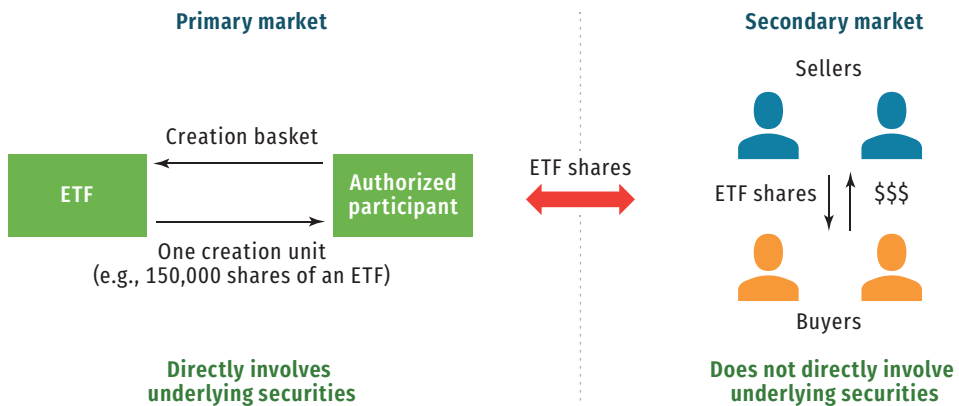 Primary market
Creation basket
ETF
Authorized
participant
One creation unit
(e.g., 150,000 shares of an ETF)
Directly involves
underlying securities
ETF shares
Secondary market
Sellers
ETF shares
$$$
Buyers
Does not directly involve
underlying securities